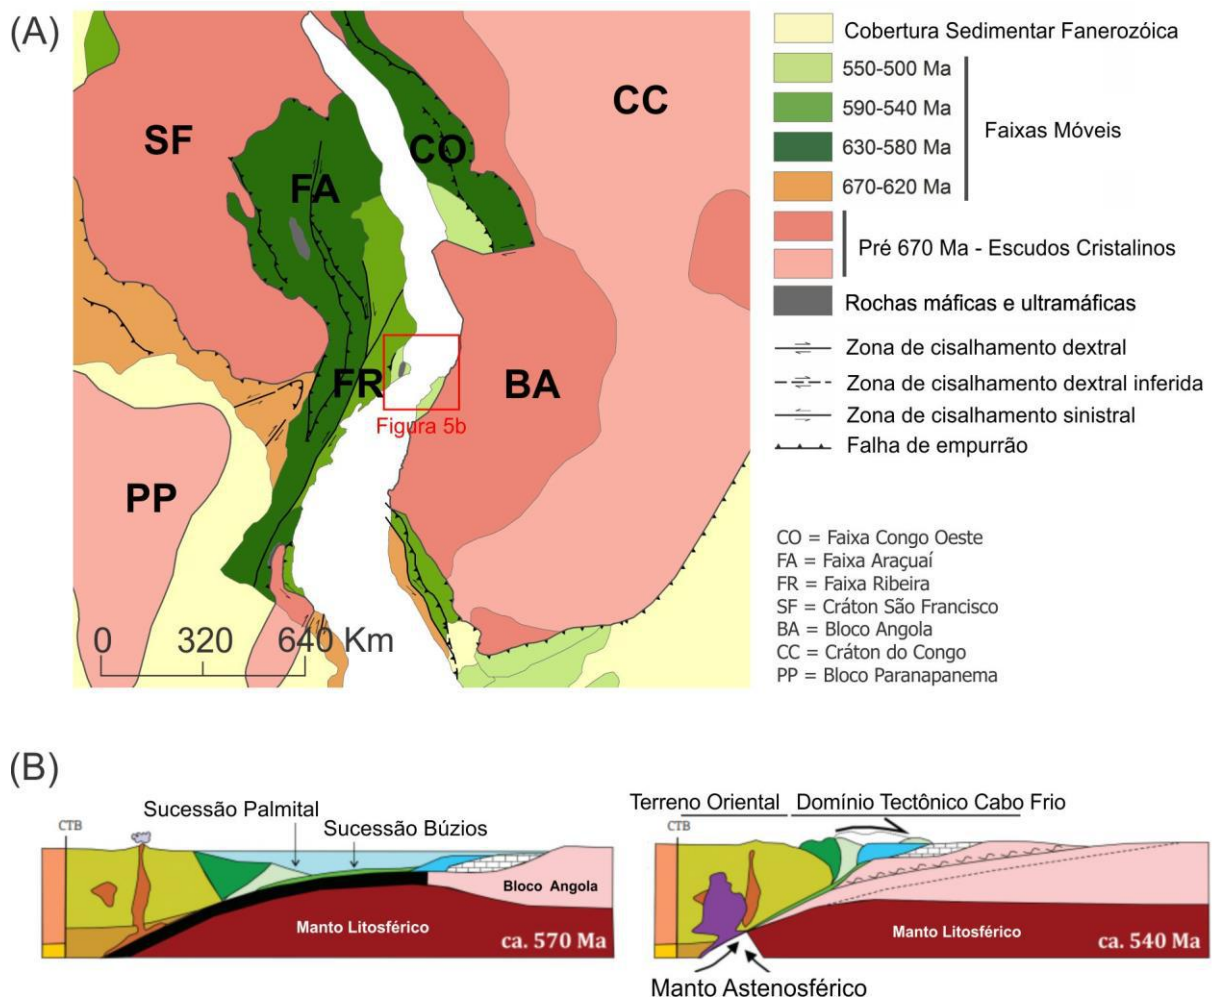 (A)
SF
FA
CO
CC
FR
BA
Figura 5b
PP
0 320 640 Km
Cobertura Sedimentar Fanerozóica
550-500 Ma
590-540 Ma
Faixas Móveis
630-580 Ma
670-620 Ma
Pré 670 Ma - Escudos Cristalinos
Rochas máficas e ultramáficas
Zona de cisalhamento dextral
Zona de cisalhamento dextral inferida
Zona de cisalhamento sinistral
Falha de empurrão
CO = Faixa Congo Oeste
FA = Faixa Araçuaí
FR = Faixa Ribeira
SF = Cráton São Francisco
BA = Bloco Angola
CC = Cráton do Congo
PP = Bloco Paranapanema
(B)
CTB
Sucessão Palmital
Sucessão Búzios
Bloco Angola
Manto Litosférico
ca. 570 Ma
Terreno Oriental
Domínio Tectônico Cabo Frio
CTB
Manto Litosférico
ca. 540 Ma
Manto Astenosférico